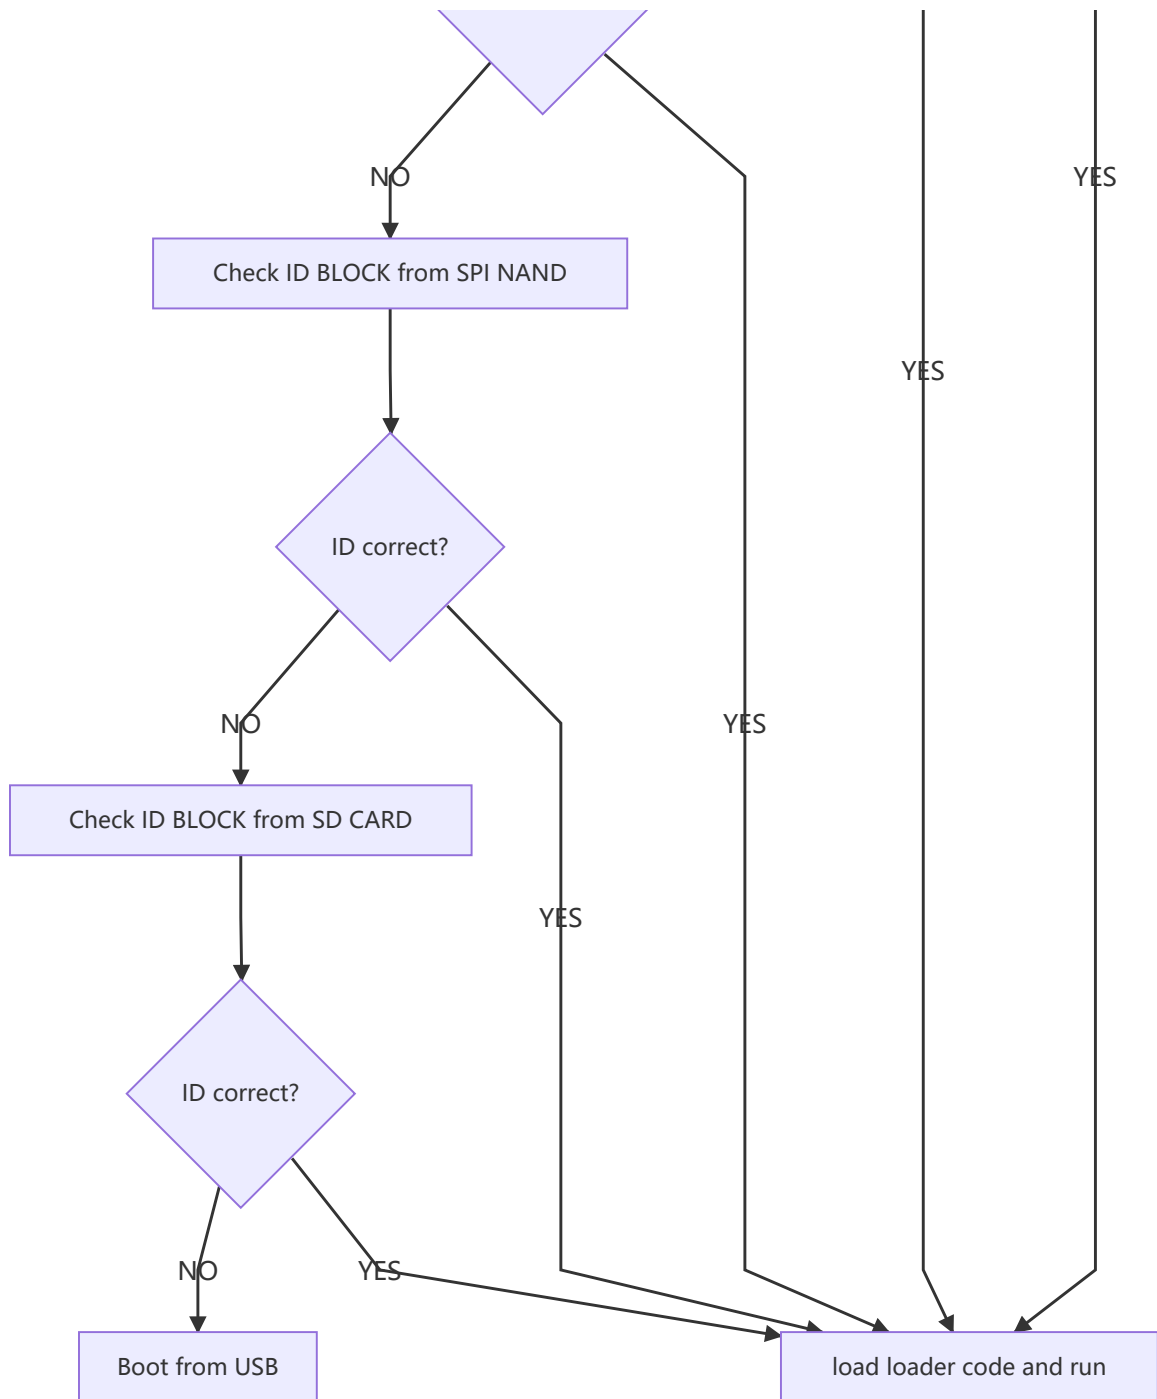 NO
YES
Check ID BLOCK from SPI NAND
YES
ID correct?
NO
YES
Check ID BLOCK from SD CARD
YES
ID correct?
NO
YES
Boot from USB
load loader code and run